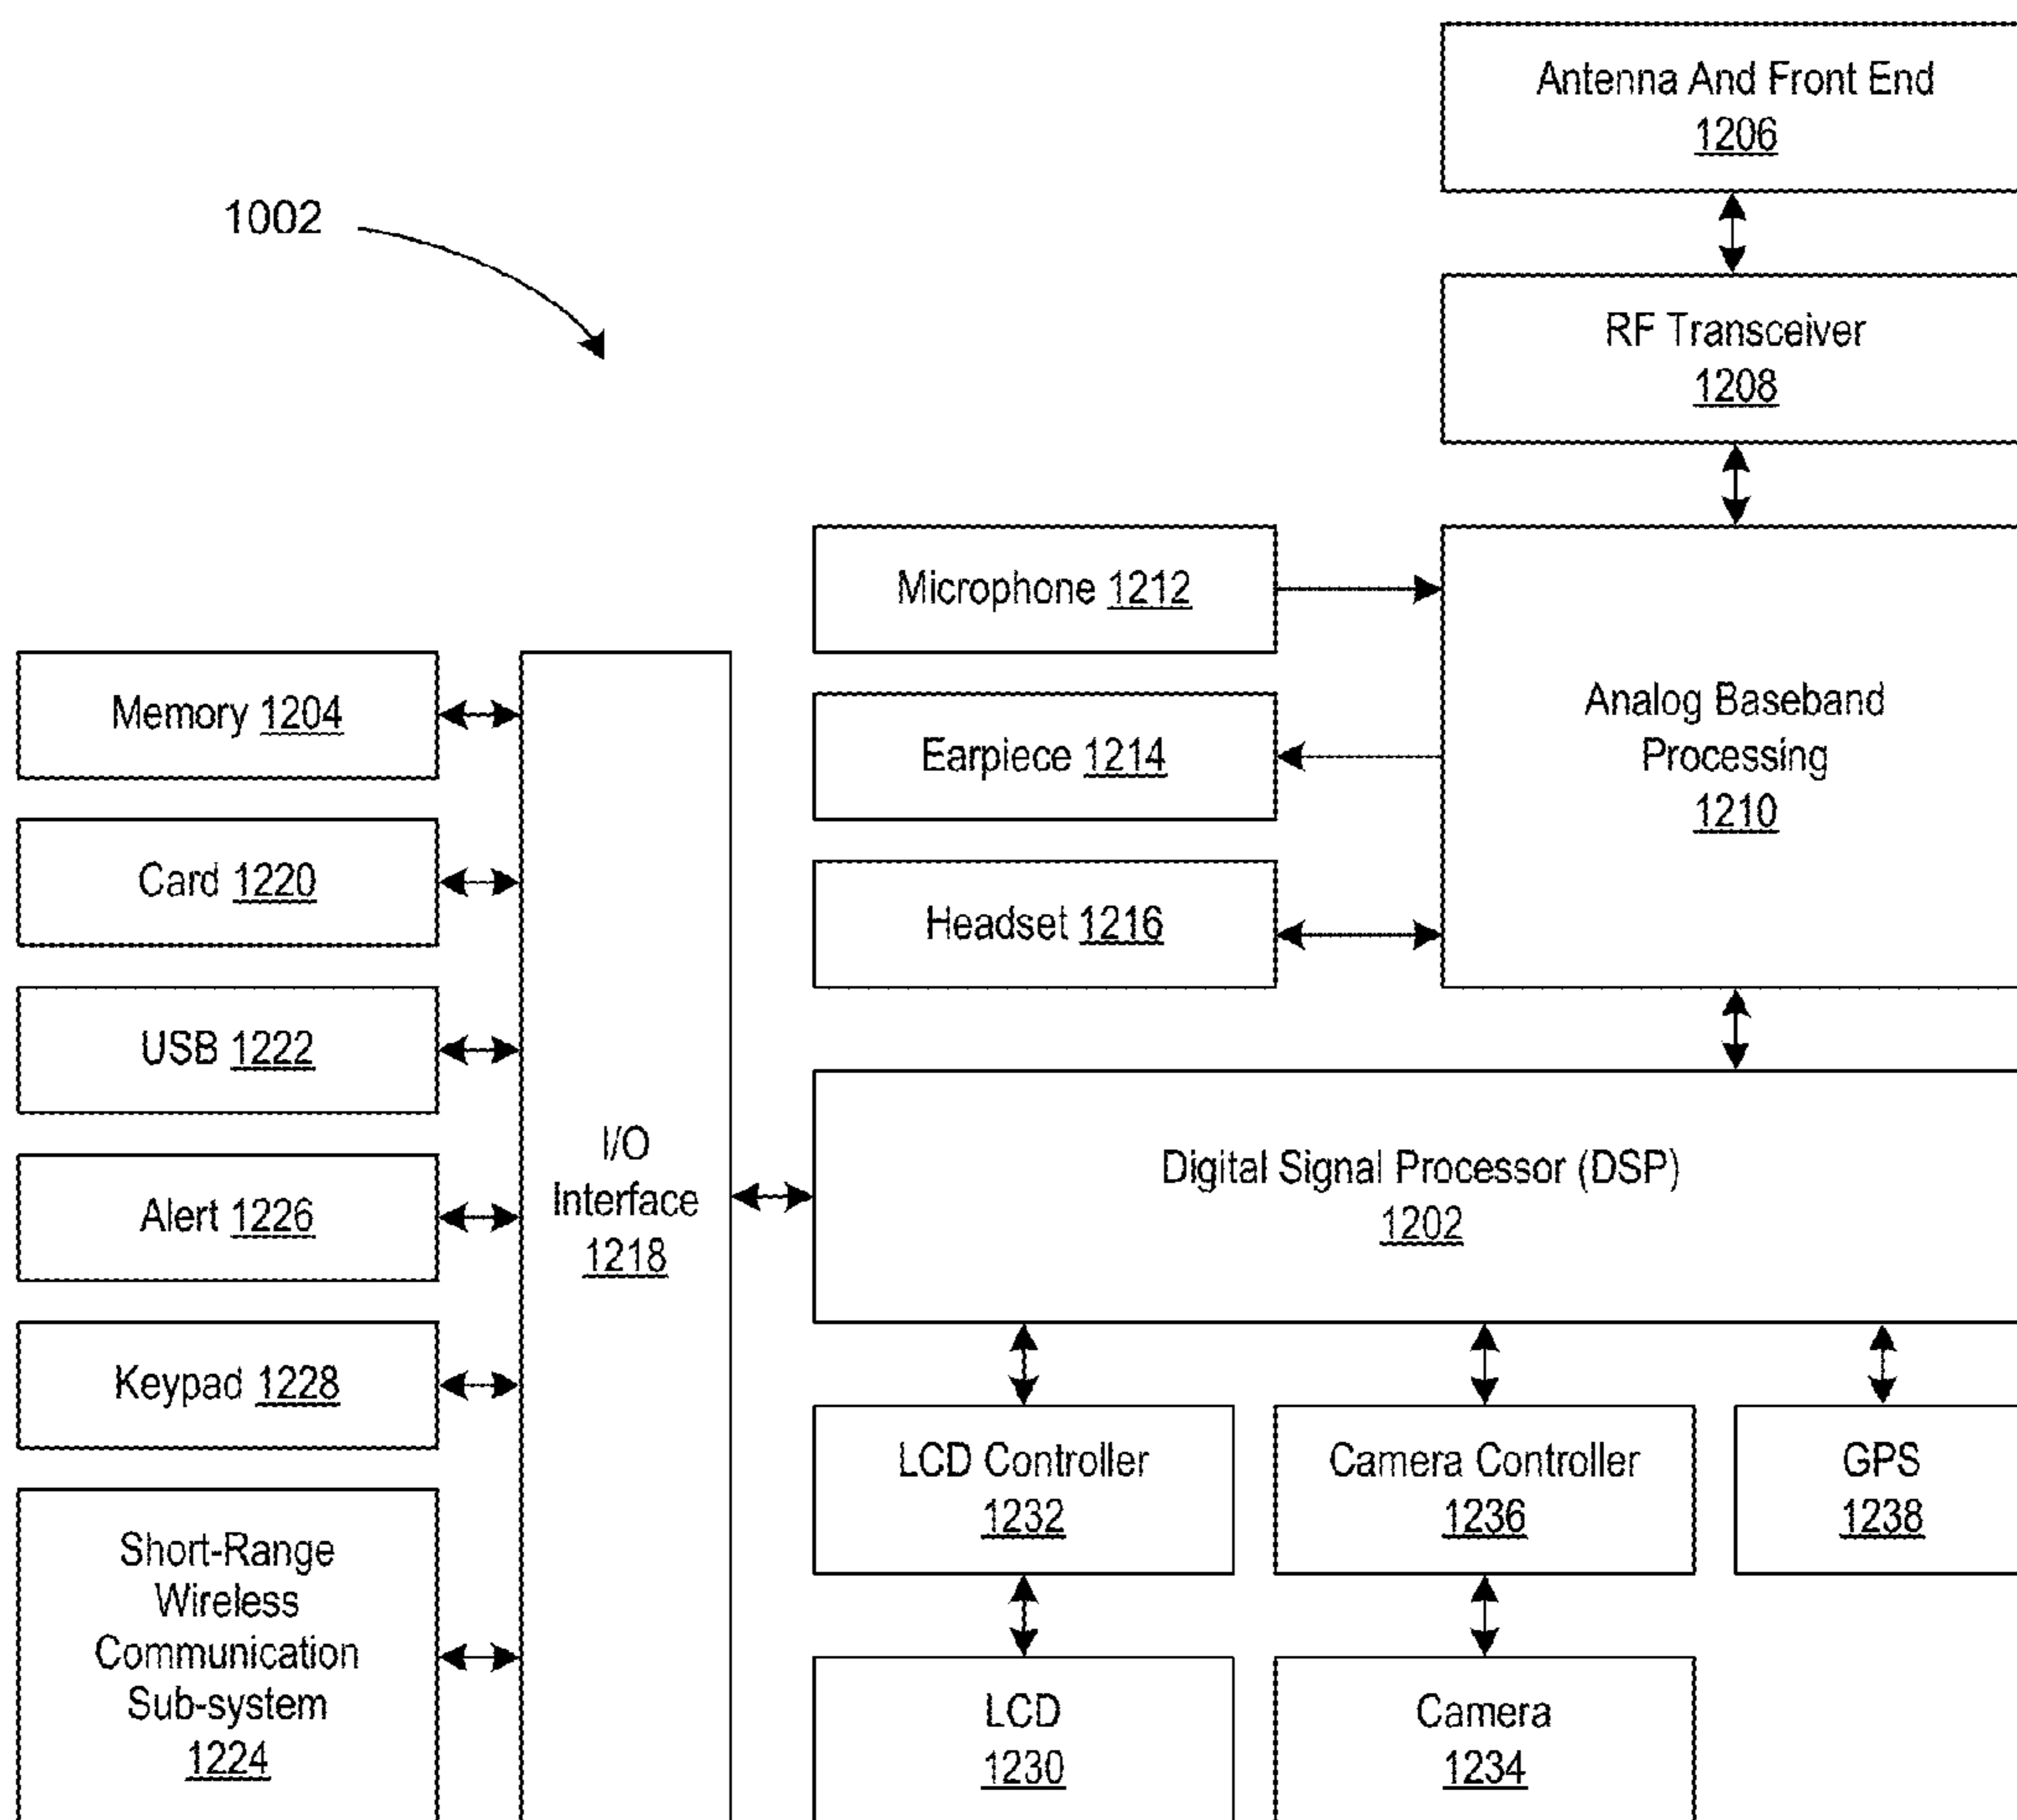 Antenna And Front End
1206
1002
RF Transceiver
1208
Microphone 1212
Earpiece 1214
Headset 1216
Analog Baseband
Processing
1210
Memory 1204
Card 1220
USB 1222
Alert 1226
Keypad 1228
Short-Range
Wireless
Communication
Sub-system
1224
I/O
Interface
1218
Digital Signal Processor (DSP)
1202
LCD Controller
1232
Camera Controller
1236
GPS
1238
LCD
1230
Camera
1234